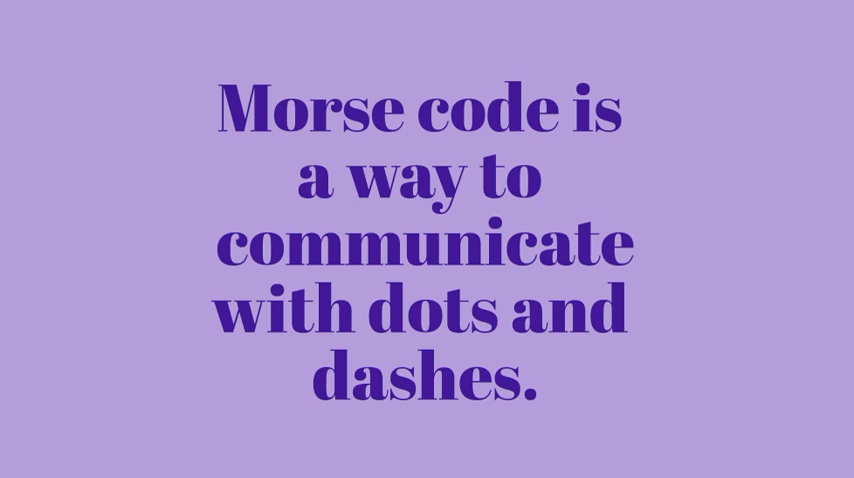 Morse code is
a way to
communicate
with dots and
dashes.